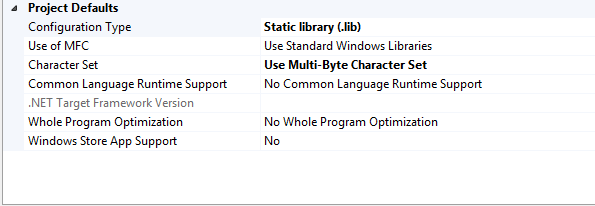 Project Defaults
Configuration Type Static library (.lib)
Use of MFC Use Standard Windows Libraries
Character Set Use Multi-Byte Character Set
Common Language Runtime Support No Common Language Runtime Support
.NET Target Framework Version
Whole Program Optimization No Whole Program Optimization
Windows Store App Support No